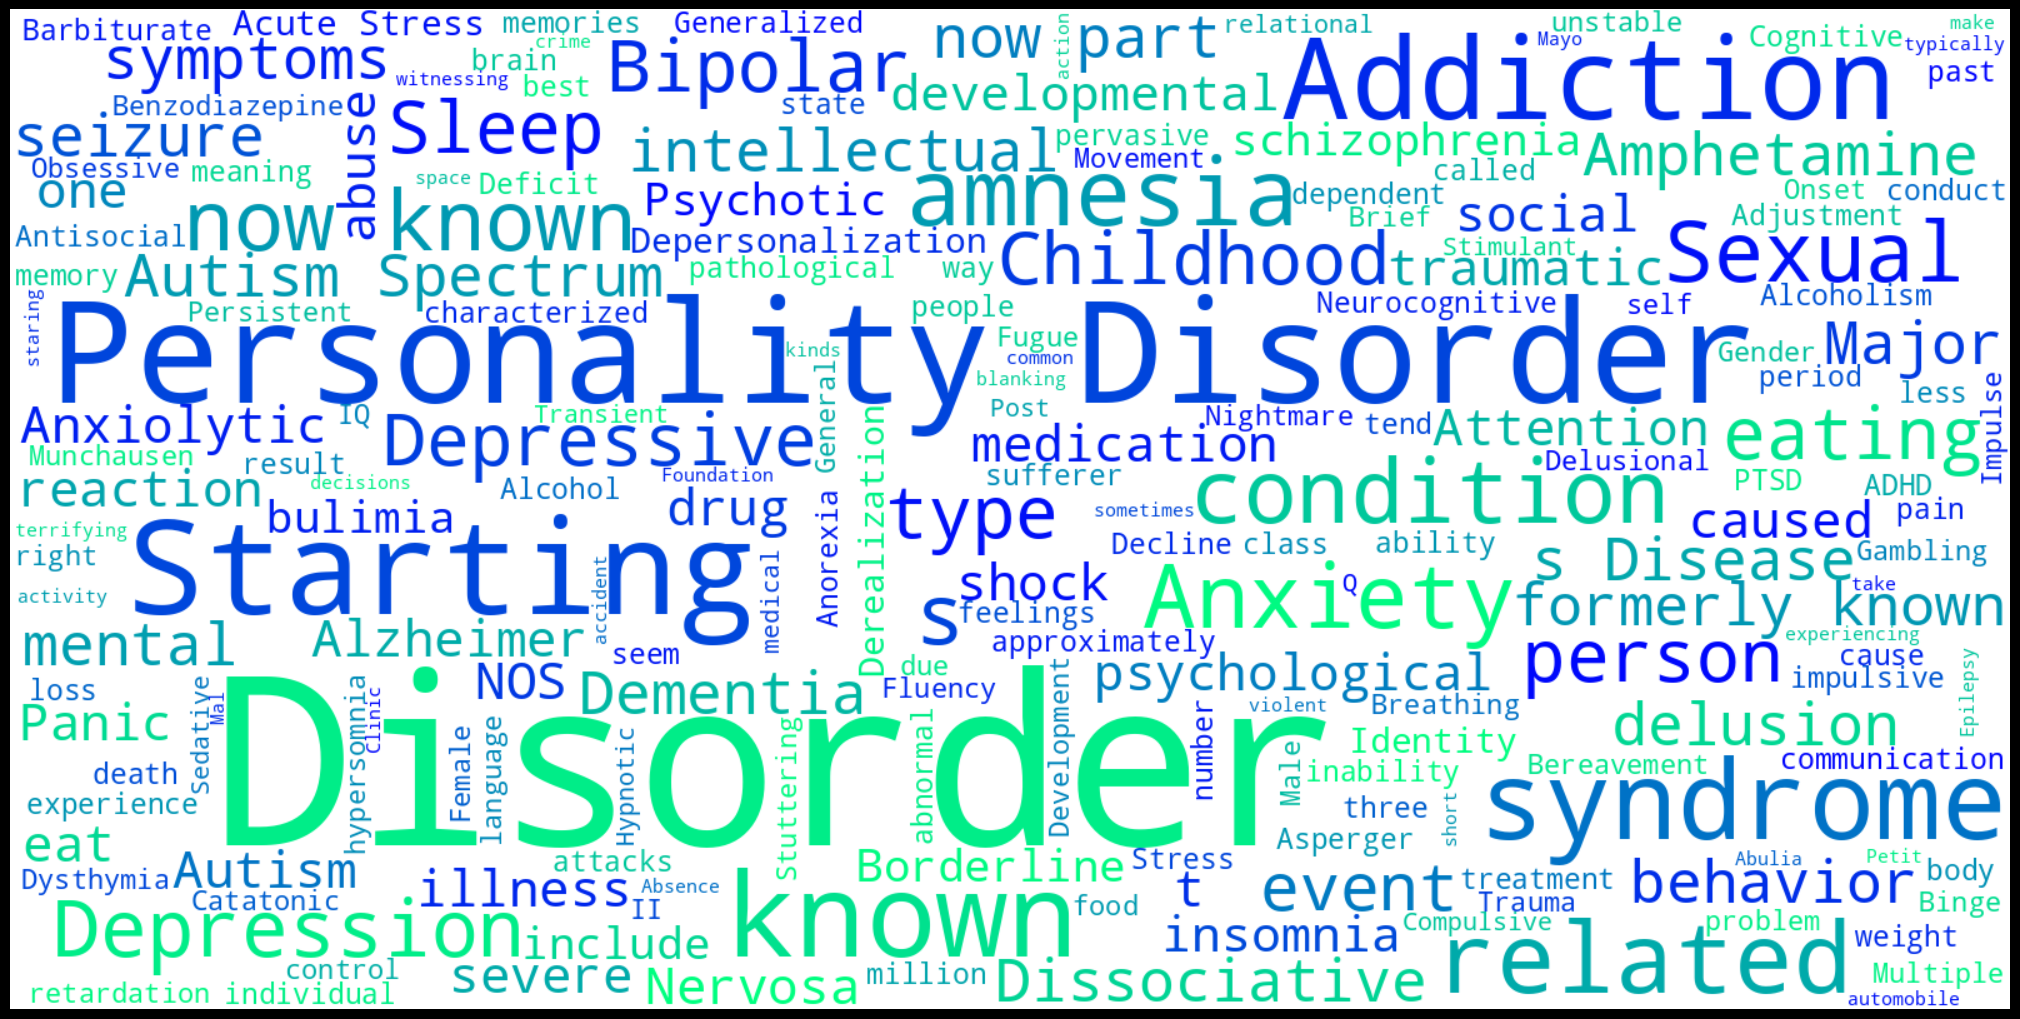 Barbiturate
Acute Stress
memories
Generalized
now part
relational
unstable
make
crime
action
Mayo
Cognitive
typically
symptoms
brain
Bipolar
Addiction
past
witnessing
best
Benzodiazepine
state
developmental
abuse
Sleep
seizure
intellectual
pervasive
schizophrenia
Amphetamine
Obsessive
meaning
Movement
called
one
space
Deficit
Psychotic
amnesia
dependent
Onset
conduct
now known
Brief
social
Adjustment
Antisocial
Depersonalization
Childhood
Stimulant
Sexual
memory
Autism Spectrum
pathological
way
traumatic
staring
Persistent
characterized
people
Neurocognitive
self
Alcoholism
Personality Disorder
Fugue
kinds
common
Gender
Major
blanking
period
less
Impulse
General
Anxiolytic
IQ
Transient
Post
Nightmare
tend
Depressive
Derealization
medication
Attention
eating
Munchausen
result
Delusional
reaction
decisions
Alcohol
Foundation
sufferer
condition
PTSD
ADHD
drug
type
sometimes
pain
bulimia
Anorexia
caused
terrifying
Starting
right
Decline
class
ability
s Disease
Gambling
activity
accident
medical
shock
s
feelings
Anxiety
Q
take
formerly known
mental
Alzheimer
seem
approximately
experiencing
person
cause
loss
NOS
Dementia
due
Fluency
psychological
impulsive
Epilepsy
Panic
Sedative
Mal
Clinic
hypersomnia
Development
number
violent
Breathing
delusion
Disorder
Female
language
Hypnotic
Stuttering
abnormal
Identity
Male
death
inability
Bereavement
communication
experience
three
short
syndrome
eat
Asperger
Dysthymia
Autism
attacks
Borderline
Stress
Abulia
Petit
Catatonic
illness
Absence
II
t
event
treatment
Trauma
behavior
body
Depression
known
food
Compulsive
problem
Binge
include
insomnia
related
weight
control
severe
million
Multiple
retardation
individual
Nervosa
Dissociative
automobile